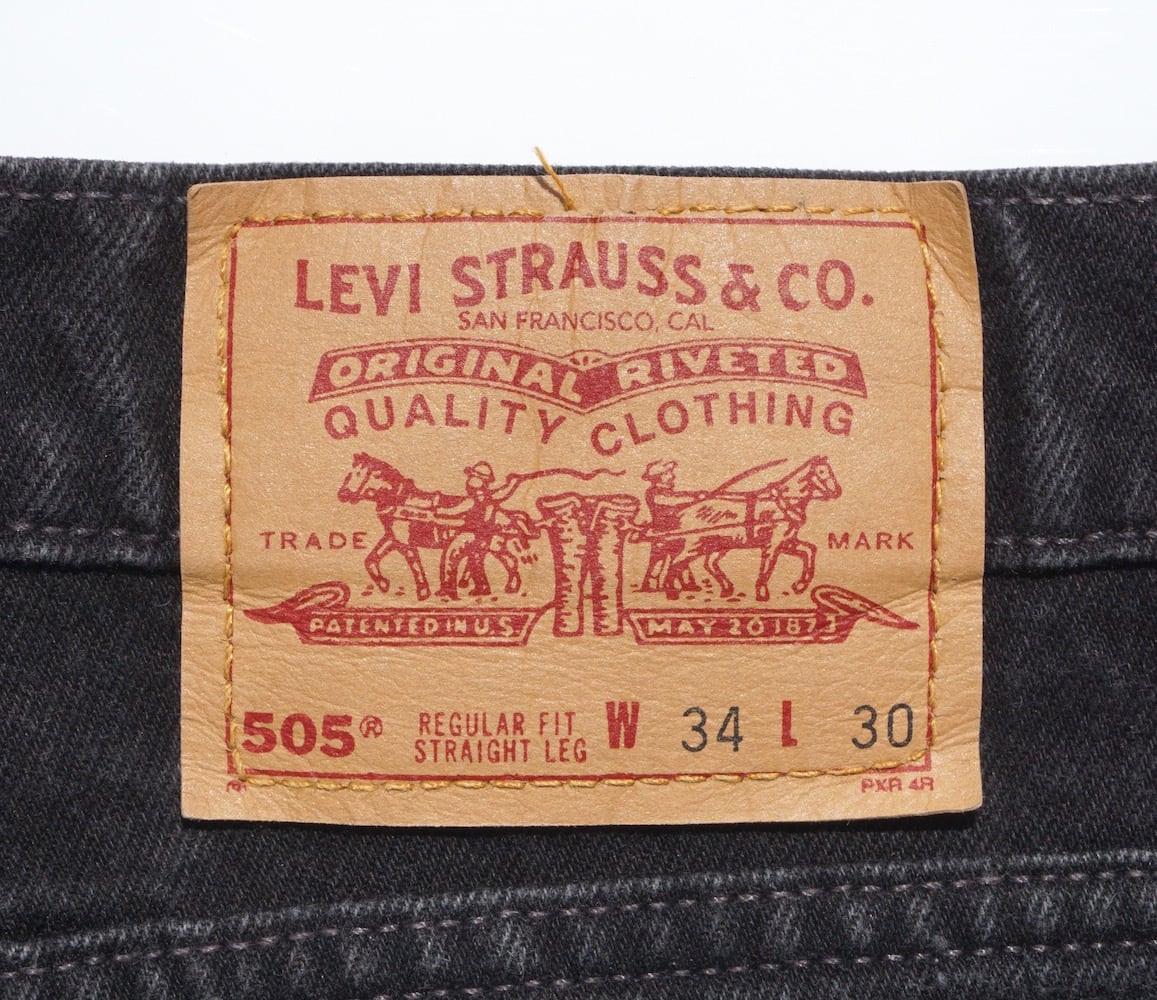 LEVI STRAUSS & CO.
SAN FRANCISCO, CAL
ORIGINAL RIVETED
QUALITY CLOTHING
TRADE MARK
PATENTED IN U.S. MAY 20 1873
505® REGULAR FIT W 34 L 30
STRAIGHT LEG
PXR 4R